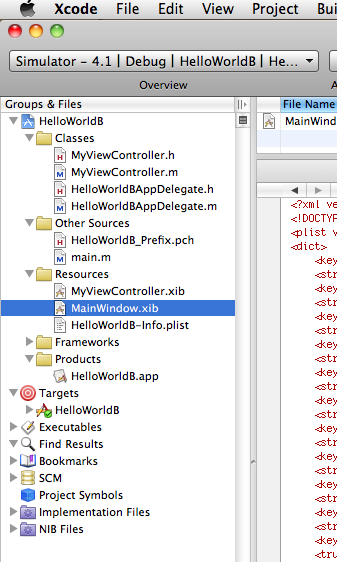 Xcode File Edit View Project Bui
Simulator – 4.1 | Debug | HelloWorldB | He...
Overview
A
Groups & Files
File Name
HelloWorldB
MainWind
Classes
MyViewController.h
MyViewController.m
HelloWorldBAppDelegate.h
HelloWorldBAppDelegate.m
Other Sources
HelloWorldB_Prefix.pch
main.m
Resources
MyViewController.xib
MainWindow.xib
HelloWorldB-Info.plist
Frameworks
Products
HelloWorldB.app
Targets
HelloWorldB
Executables
Find Results
Bookmarks
SCM
Project Symbols
Implementation Files
NIB Files
<?xml ve
<!DOCTYP
<plist v
<dict>
<key
<str
<key
<str
<key
<str
<key
<str
<key
<str
<key
<str
<key
<str
<key
<str
<key
<str
<key
<tru